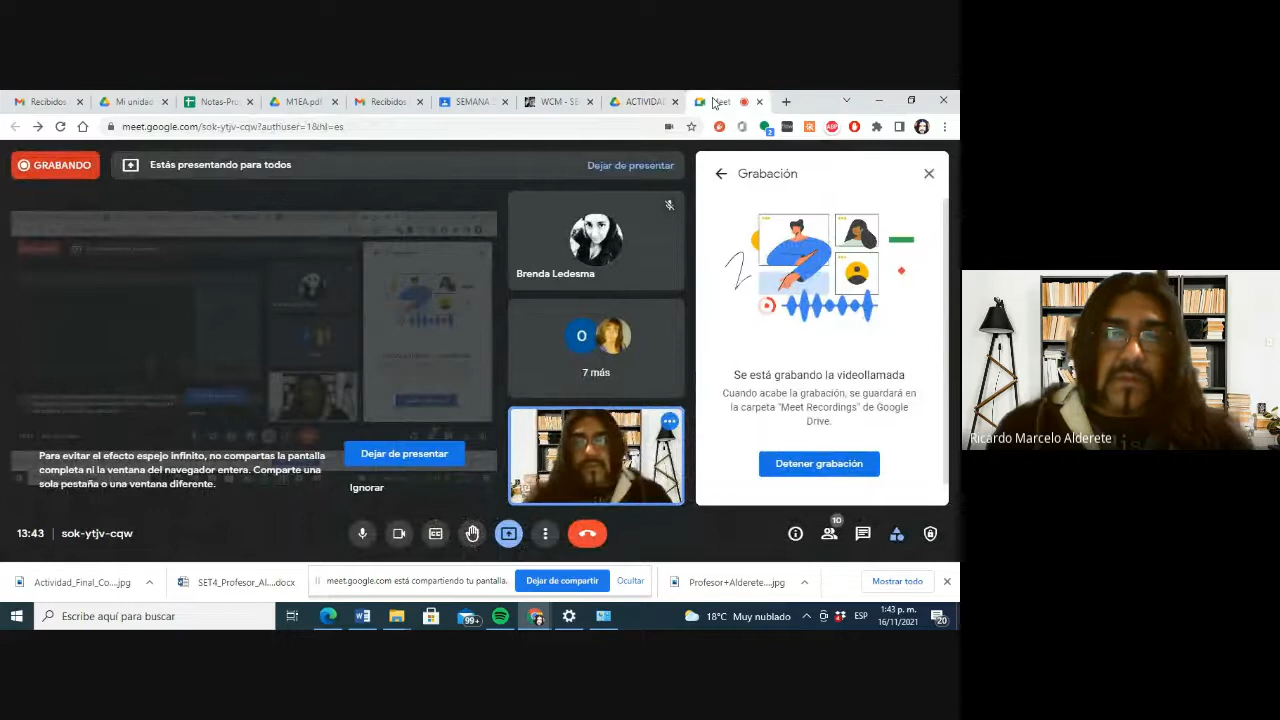 Recibidos
Mi unidad
Notas-Pro
M1EA.pdf
Recibidos
SEMANA
WCM - SE
ACTIVIDAD
Meet
meet.google.com/sok-ytjv-cqw?authuser=1&hl=es
GRABANDO
Estás presentando para todos
Dejar de presentar
Grabación
Brenda Ledesma
O
7 más
Se está grabando la videollamada
Cuando acabe la grabación, se guardará en
la carpeta "Meet Recordings" de Google
Drive.
Detener grabación
Para evitar el efecto espejo infinito, no compartas la pantalla
completa ni la ventana del navegador entera. Comparte una
sola pestaña o una ventana diferente.
Dejar de presentar
Ignorar
Ricardo Marcelo Alderete
13:43 | sok-ytjv-cqw
10
Actividad_Final_Co....jpg
SET4_Profesor_Al....docx
meet.google.com está compartiendo tu pantalla.
Dejar de compartir
Ocultar
Profesor+Alderete....jpg
Mostrar todo
Escribe aquí para buscar
99+
18°C Muy nublado
ESP
1:43 p. m.
16/11/2021
20